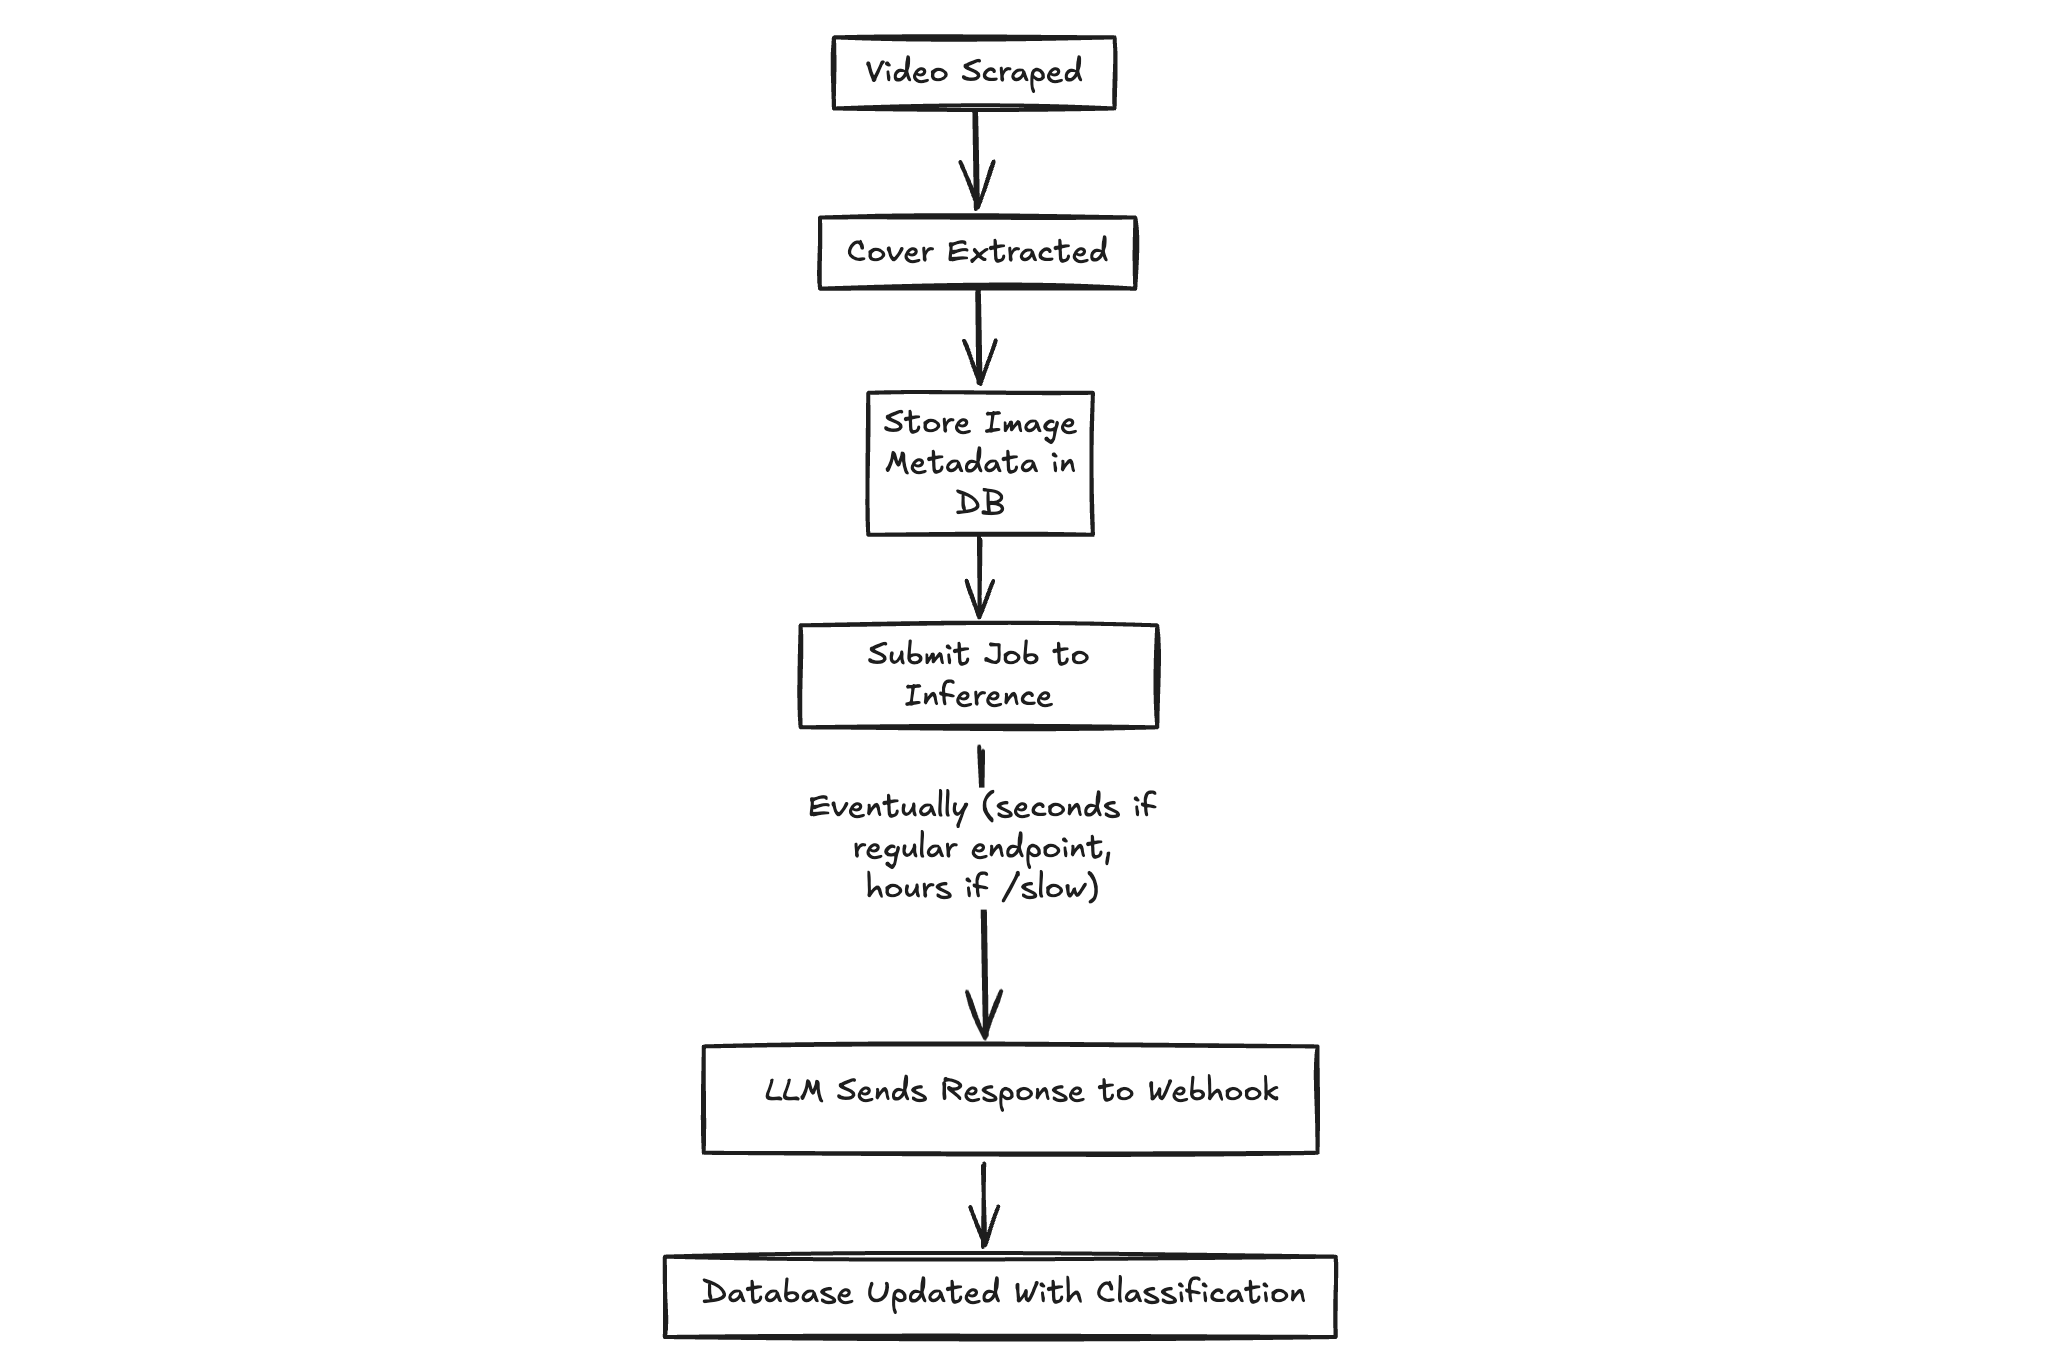 Video Scraped
Cover Extracted
Store Image
Metadata in
DB
Submit Job to
Inference
Eventually (seconds if
regular endpoint,
hours if /slow)
LLM Sends Response to Webhook
Database Updated With Classification